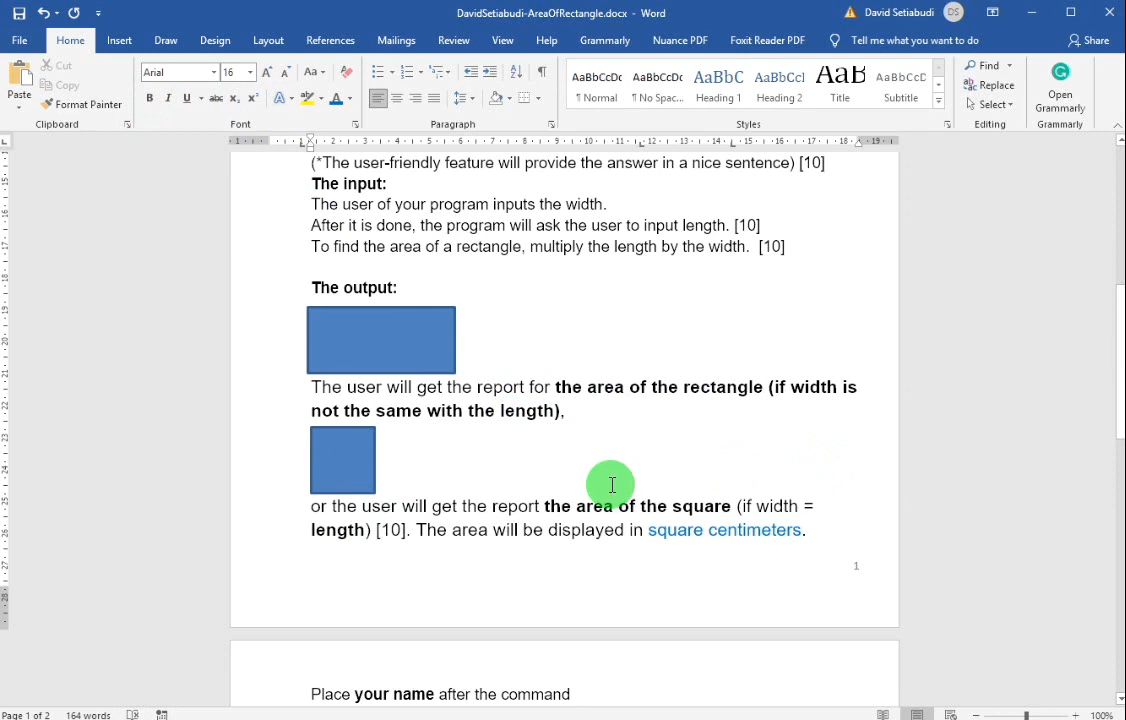 DavidSetiabudi-AreaOfRectangle.docx - Word
David Setiabudi
DS
File Home Insert Draw Design Layout References Mailings Review View Help Grammarly Nuance PDF Foxit Reader PDF Tell me what you want to do Share
Paste
Cut
Copy
Format Painter
Arial 16
AaBbCcDc AaBbCcDc AaBbC AaBbCcl AaB AaBbCcD
¶ Normal ¶ No Spac... Heading 1 Heading 2 Title Subtitle
Find
Replace
Select
Open
Grammarly
Clipboard Font Paragraph Styles Editing Grammarly
(*The user-friendly feature will provide the answer in a nice sentence) [10]
The input:
The user of your program inputs the width.
After it is done, the program will ask the user to input length. [10]
To find the area of a rectangle, multiply the length by the width. [10]
The output:
The user will get the report for the area of the rectangle (if width is
not the same with the length),
or the user will get the report the area of the square (if width =
length) [10]. The area will be displayed in square centimeters.
1
Place your name after the command
Page 1 of 2 164 words 100%